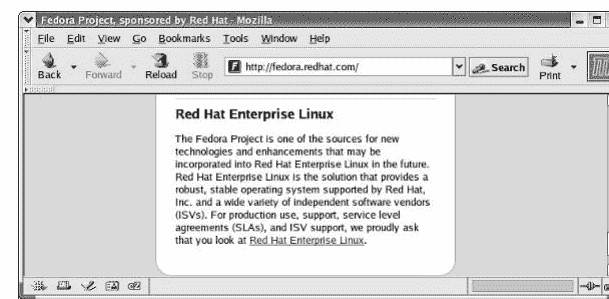 Fedora Project, sponsored by Red Hat - Mozilla
File Edit View Go Bookmarks Tools Window Help
Back Forward Reload Stop http://fedora.redhat.com/ Search Print
Red Hat Enterprise Linux
The Fedora Project is one of the sources for new
technologies and enhancements that may be
incorporated into Red Hat Enterprise Linux in the future.
Red Hat Enterprise Linux is the solution that provides a
robust, stable operating system supported by Red Hat,
Inc. and a wide variety of independent software vendors
(ISVs). For production use, support, service level
agreements (SLAs), and ISV support, we proudly ask
that you look at Red Hat Enterprise Linux.